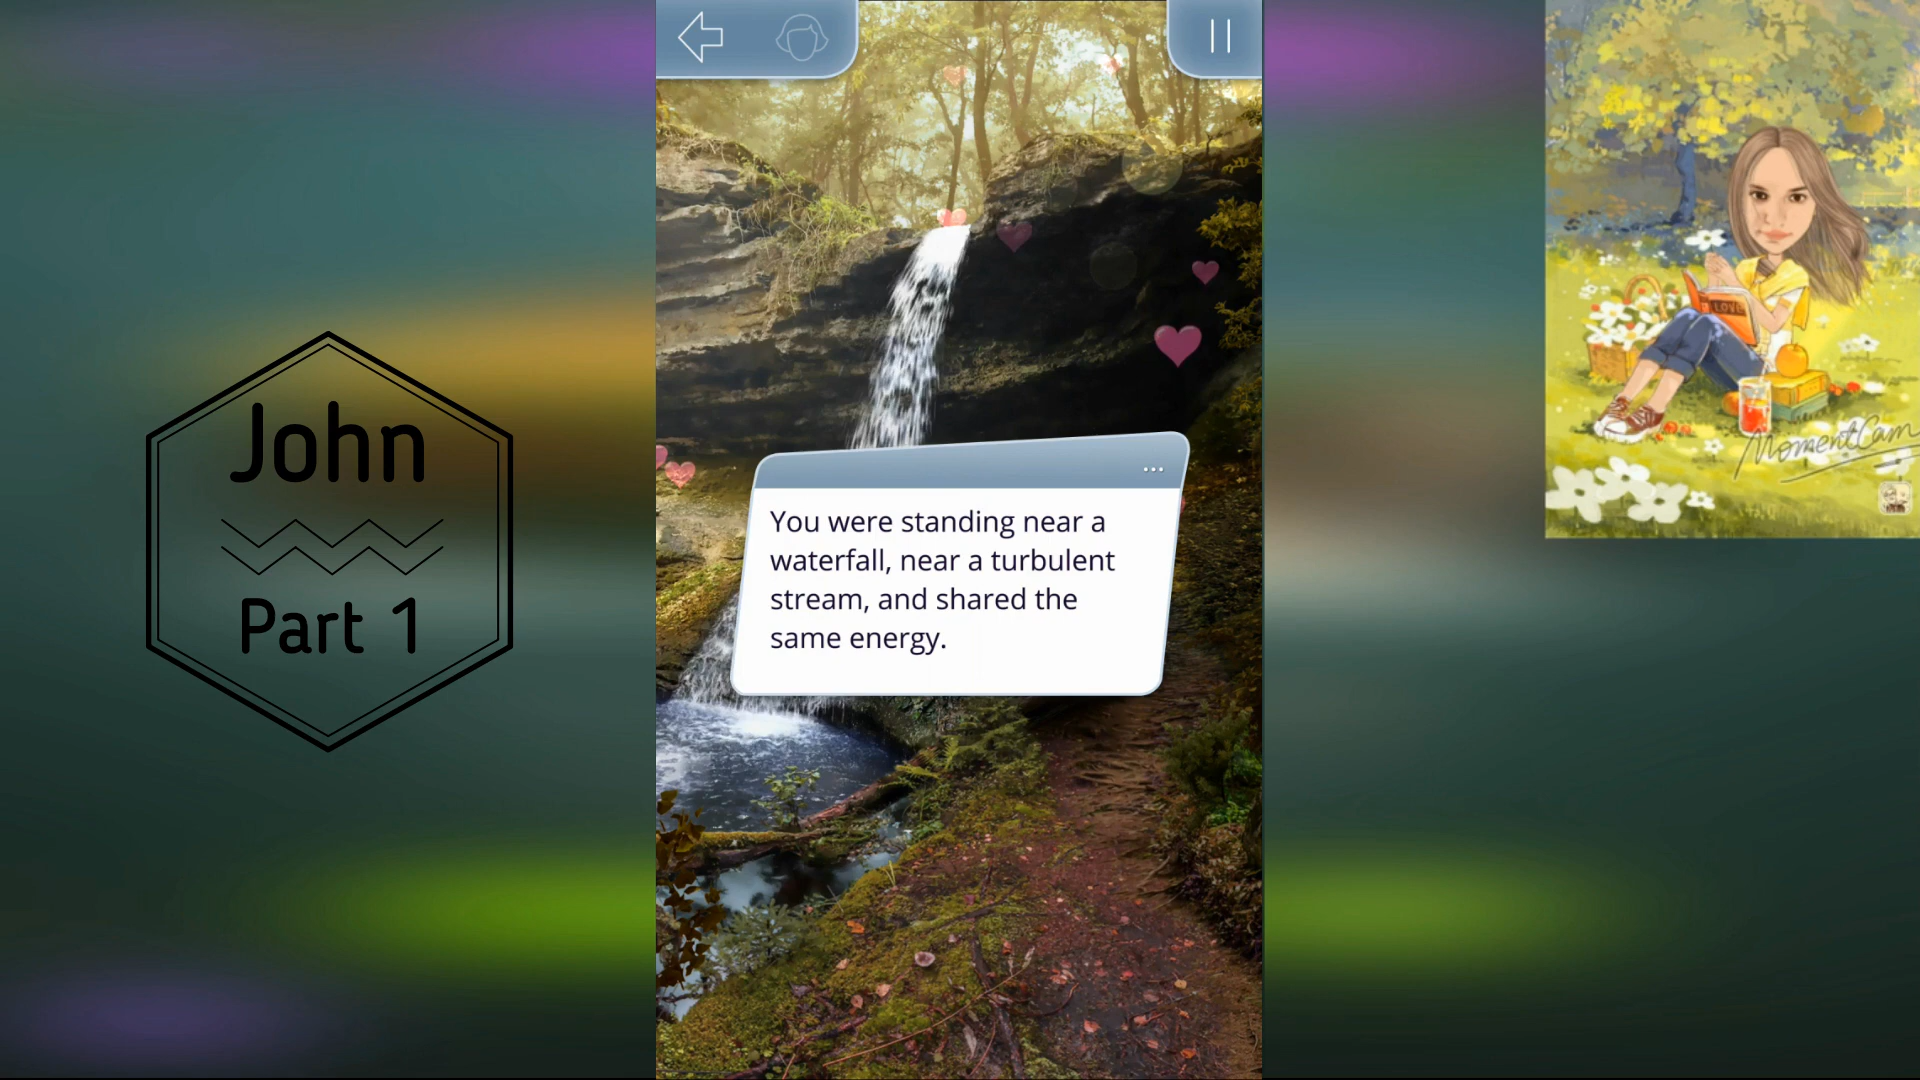 John
Part 1
...
You were standing near a
waterfall, near a turbulent
stream, and shared the
same energy.
LOVE
MomentCam